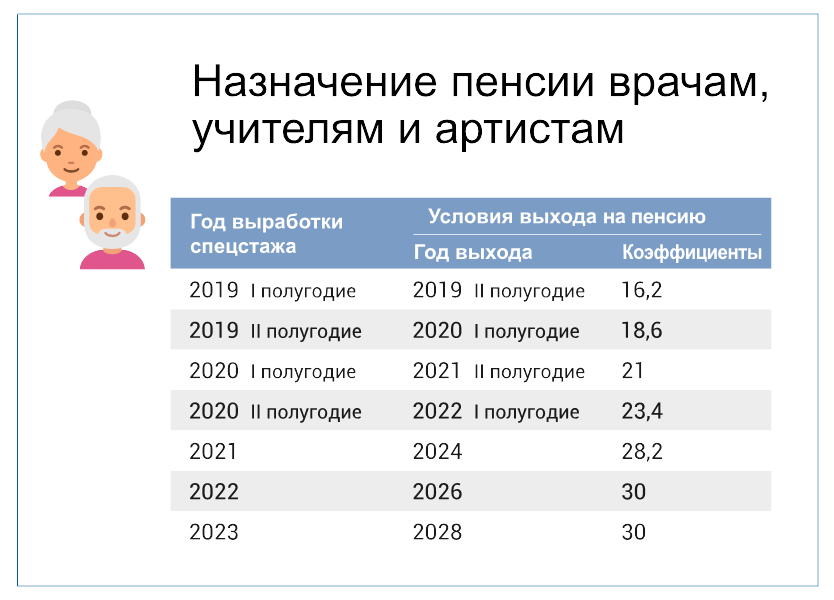 Назначение пенсии врачам,
учителям и артистам
Год выработки
спецстажа
Условия выхода на пенсию
Год выхода Коэффициенты
2019 I полугодие 2019 II полугодие 16,2
2019 II полугодие 2020 I полугодие 18,6
2020 I полугодие 2021 II полугодие 21
2020 II полугодие 2022 I полугодие 23,4
2021 2024 28,2
2022 2026 30
2023 2028 30